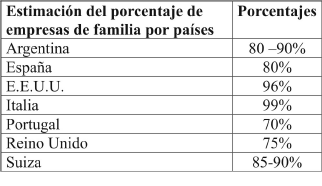 Estimación del porcentaje de Porcentajes
empresas de familia por países
Argentina 80 –90%
España 80%
E.E.U.U. 96%
Italia 99%
Portugal 70%
Reino Unido 75%
Suiza 85-90%